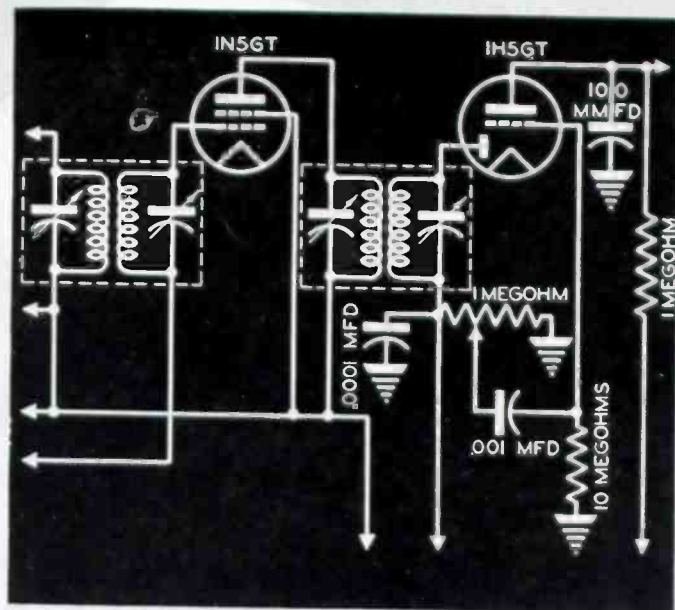 1N5GT
1H5GT
100
MMFD
1 MEGOHM
1 MEGOHM
.0001 MFD
.001 MFD
10 MEGOHMS